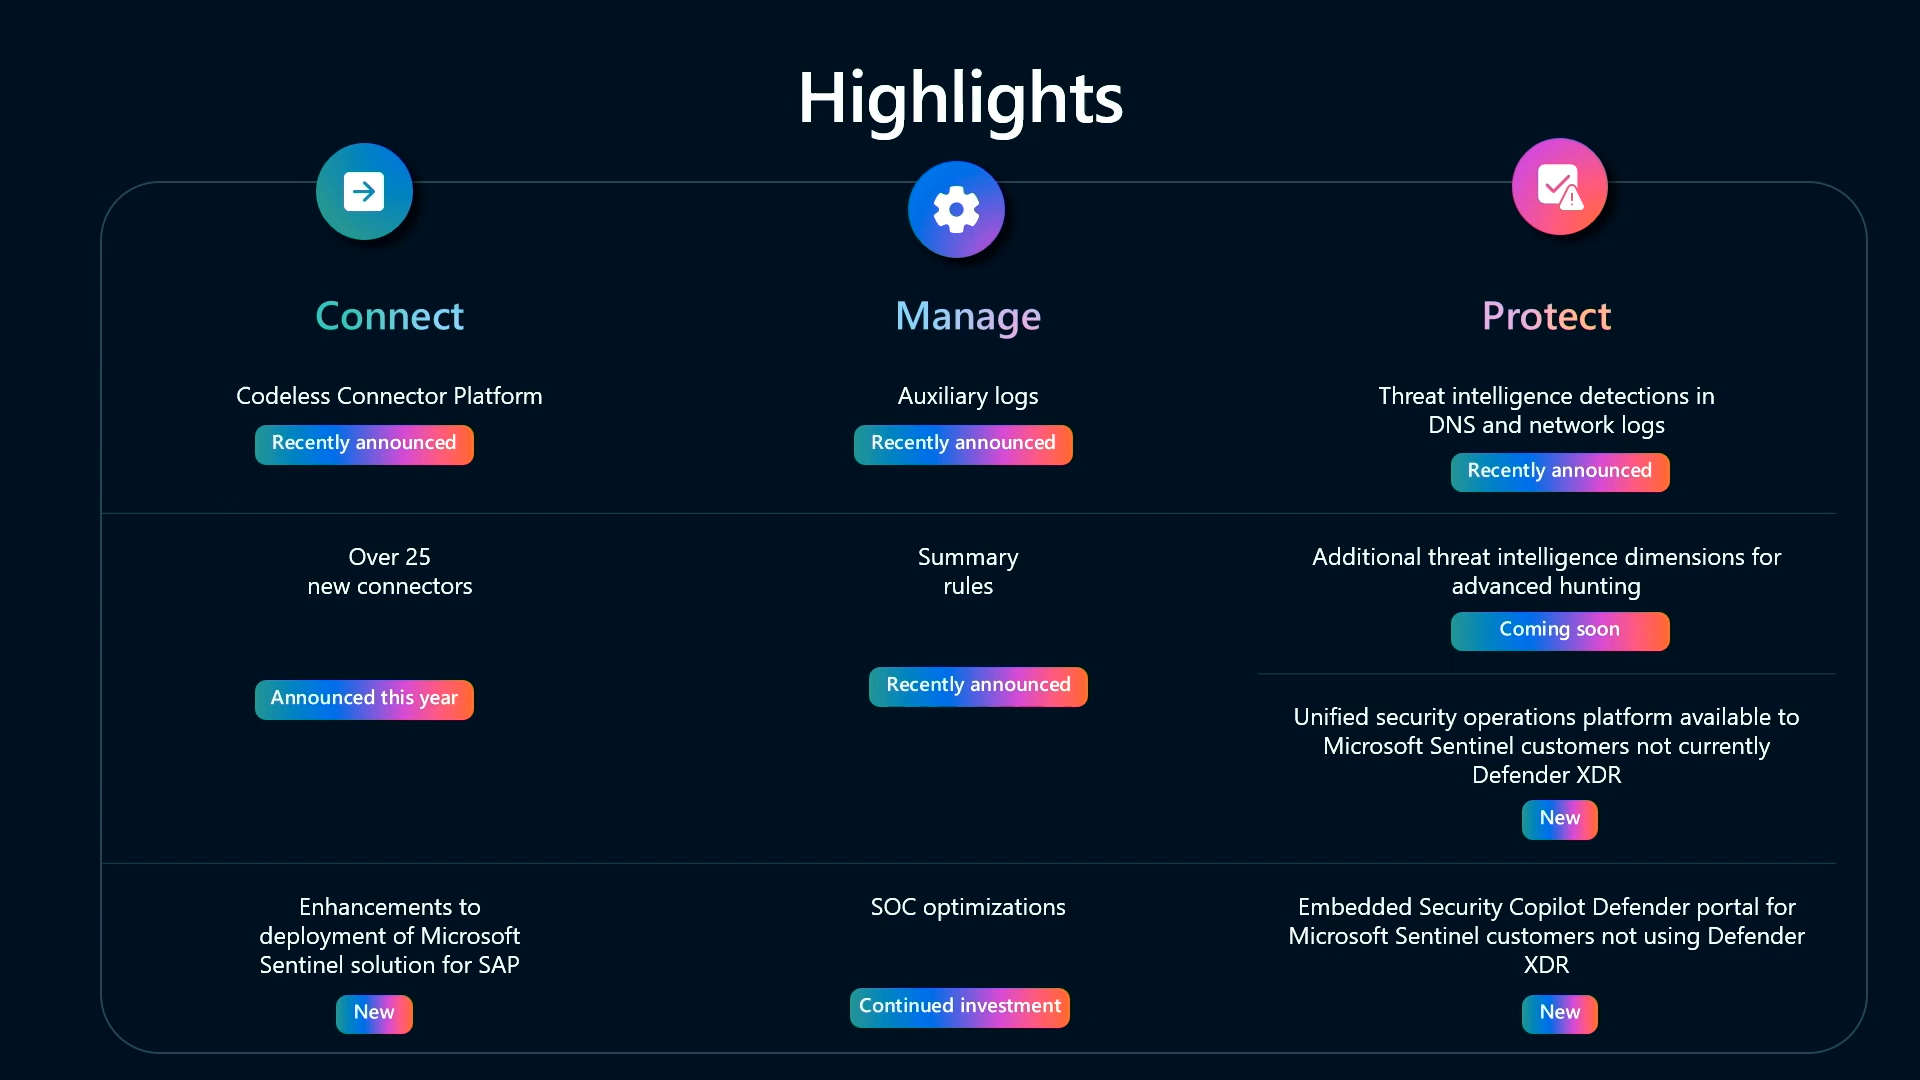 Highlights
Connect
Codeless Connector Platform
Recently announced
Over 25
new connectors
Announced this year
Enhancements to
deployment of Microsoft
Sentinel solution for SAP
New
Manage
Auxiliary logs
Recently announced
Summary
rules
Recently announced
SOC optimizations
Continued investment
Protect
Threat intelligence detections in
DNS and network logs
Recently announced
Additional threat intelligence dimensions for
advanced hunting
Coming soon
Unified security operations platform available to
Microsoft Sentinel customers not currently
Defender XDR
New
Embedded Security Copilot Defender portal for
Microsoft Sentinel customers not using Defender
XDR
New